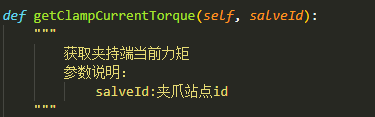 def getClampCurrentTorque(self, salveId):
"""
获取夹持端当前力矩
参数说明：
salveId:夹爪站点id
"""